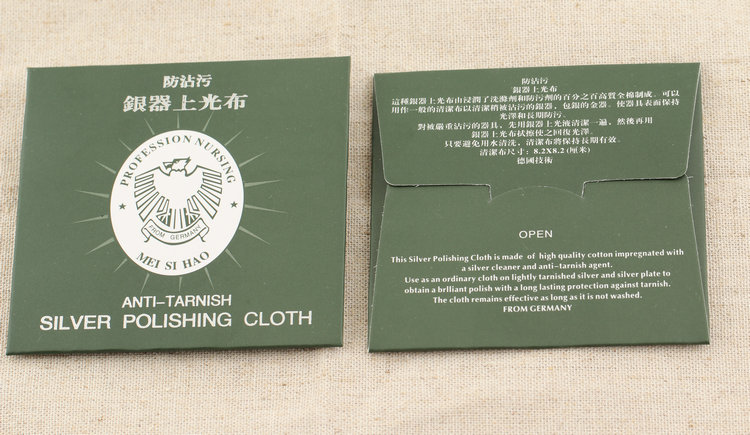 防沾污
銀器上光布
PROFESSION NURSING
FROM GERMANY
MEI SI HAO
ANTI-TARNISH
SILVER POLISHING CLOTH
防沾污
銀器上光布
這種銀器上光布由浸潤了洗滌劑和防污劑的百分之百高質全棉制成。可以
用作一般的清潔布以清潔稍被沾污的銀器，包銀的金器。使器具表面保持
光澤和長期防污。
對被嚴重沾污的器具，先用銀器上光液清潔一遍，然後再用
銀器上光布拭擦使之回復光澤。
只要避免用水清洗，清潔布將保持長期有效。
清潔布尺寸：8.2X8.2 (厘米)
德國技術
OPEN
This Silver Polishing Cloth is made of high quality cotton impregnated with
a silver cleaner and anti-tarnish agent.
Use as an ordinary cloth on lightly tarnished silver and silver plate to
obtain a brlliant polish with a long lasting protection against tarnish.
The cloth remains effective as long as it is not washed.
FROM GERMANY